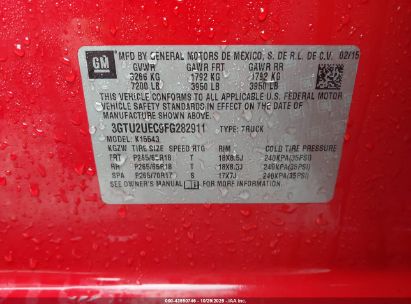 GM
MFD BY GENERAL MOTORS DE MEXICO, S. DE R.L. DE C.V. 02/15
GVWR GAWR FRT GAWR RR
3266 KG 1792 KG 1792 KG
7200 LB 3950 LB 3950 LB
THIS VEHICLE CONFORMS TO ALL APPLICABLE U.S. FEDERAL MOTOR
VEHICLE SAFETY STANDARDS IN EFFECT ON THE DATE OF
MANUFACTURE SHOWN ABOVE.
3GTU2UEC9FG282911 TYPE: TRUCK
MODEL: K15543
KGZW TIRE SIZE SPEED RTG RIM COLD TIRE PRESSURE
FRT P265/65R18 T 18X8.5J 240KPA(35PSI)
RR P265/65R18 T 18X8.5J 240KPA(35PSI)
SPA P265/70R17 S 17X7J 240KPA(35PSI)
SEE OWNER'S MANUAL FOR MORE INFORMATION.
10/29/2025